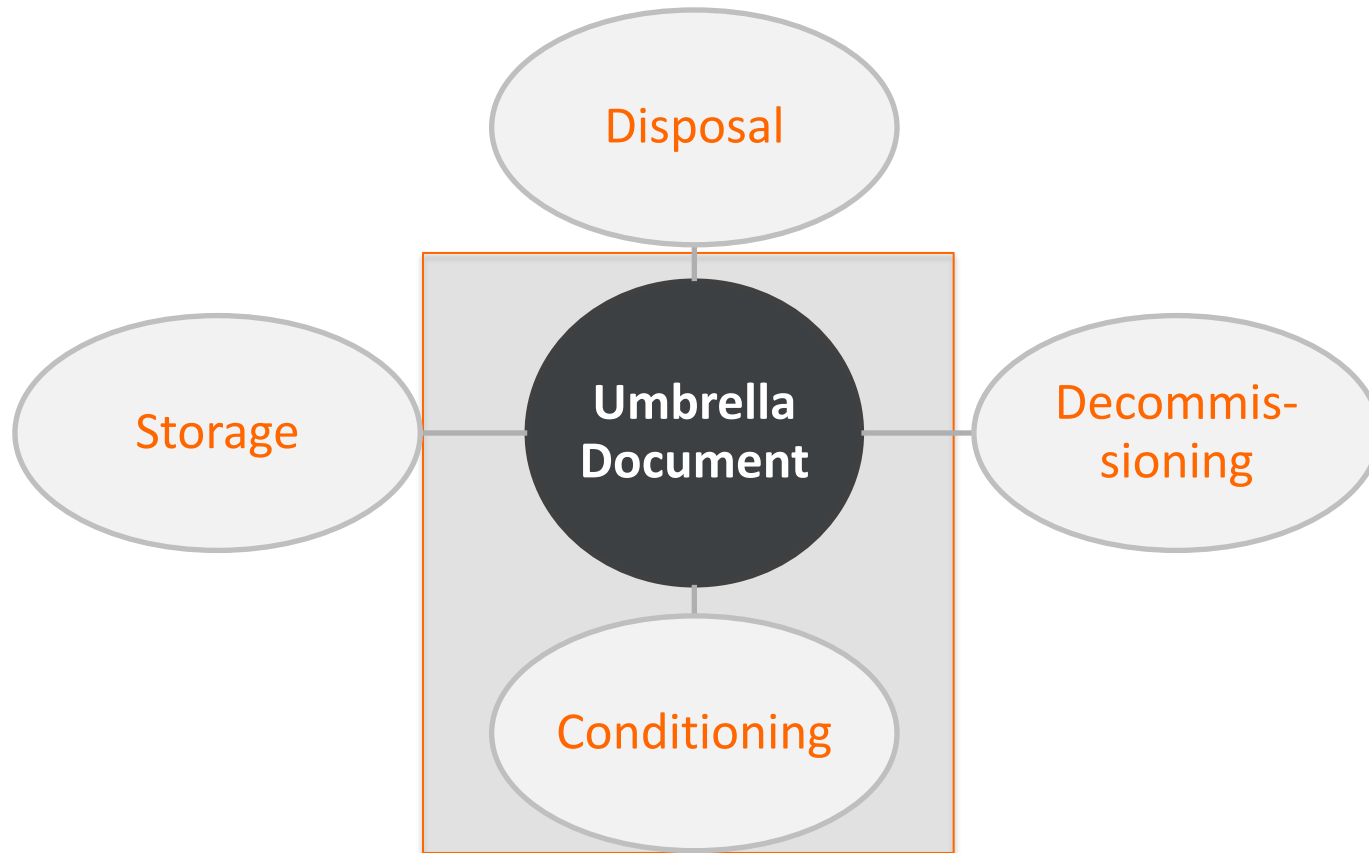 Disposal
Storage
Umbrella
Document
Decommis-
sioning
Conditioning